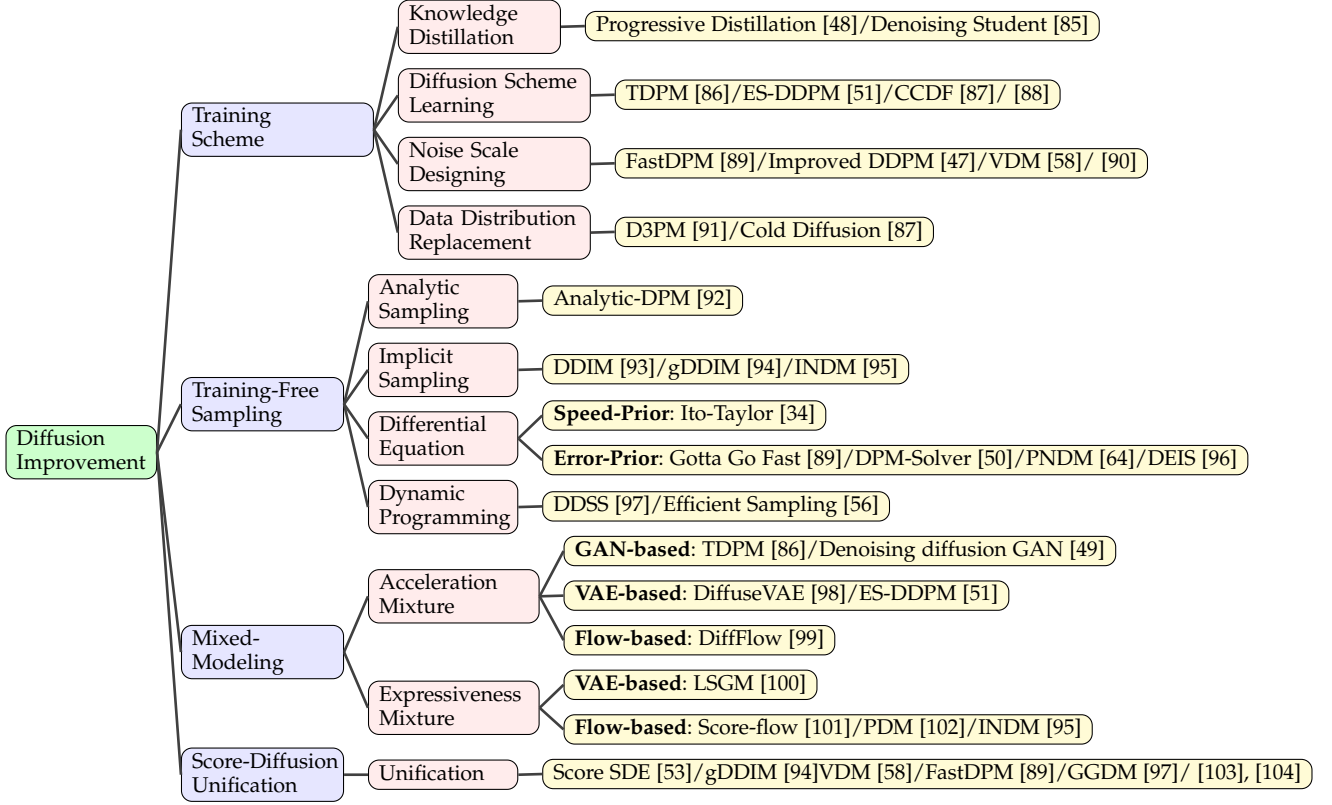 Diffusion
Improvement
Training
Scheme
Knowledge
Distillation
Progressive Distillation [48]/Denoising Student [85]
Diffusion Scheme
Learning
TDPM [86]/ES-DDPM [51]/CCDF [87]/ [88]
Noise Scale
Designing
FastDPM [89]/Improved DDPM [47]/VDM [58]/ [90]
Data Distribution
Replacement
D3PM [91]/Cold Diffusion [87]
Training-Free
Sampling
Analytic
Sampling
Analytic-DPM [92]
Implicit
Sampling
DDIM [93]/gDDIM [94]/INDM [95]
Differential
Equation
Speed-Prior: Ito-Taylor [34]
Error-Prior: Gotta Go Fast [89]/DPM-Solver [50]/PNDM [64]/DEIS [96]
Dynamic
Programming
DDSS [97]/Efficient Sampling [56]
Mixed-
Modeling
Acceleration
Mixture
GAN-based: TDPM [86]/Denoising diffusion GAN [49]
VAE-based: DiffuseVAE [98]/ES-DDPM [51]
Flow-based: DiffFlow [99]
Expressiveness
Mixture
VAE-based: LSGM [100]
Flow-based: Score-flow [101]/PDM [102]/INDM [95]
Score-Diffusion
Unification
Unification
Score SDE [53]/gDDIM [94]VDM [58]/FastDPM [89]/GGDM [97]/ [103], [104]